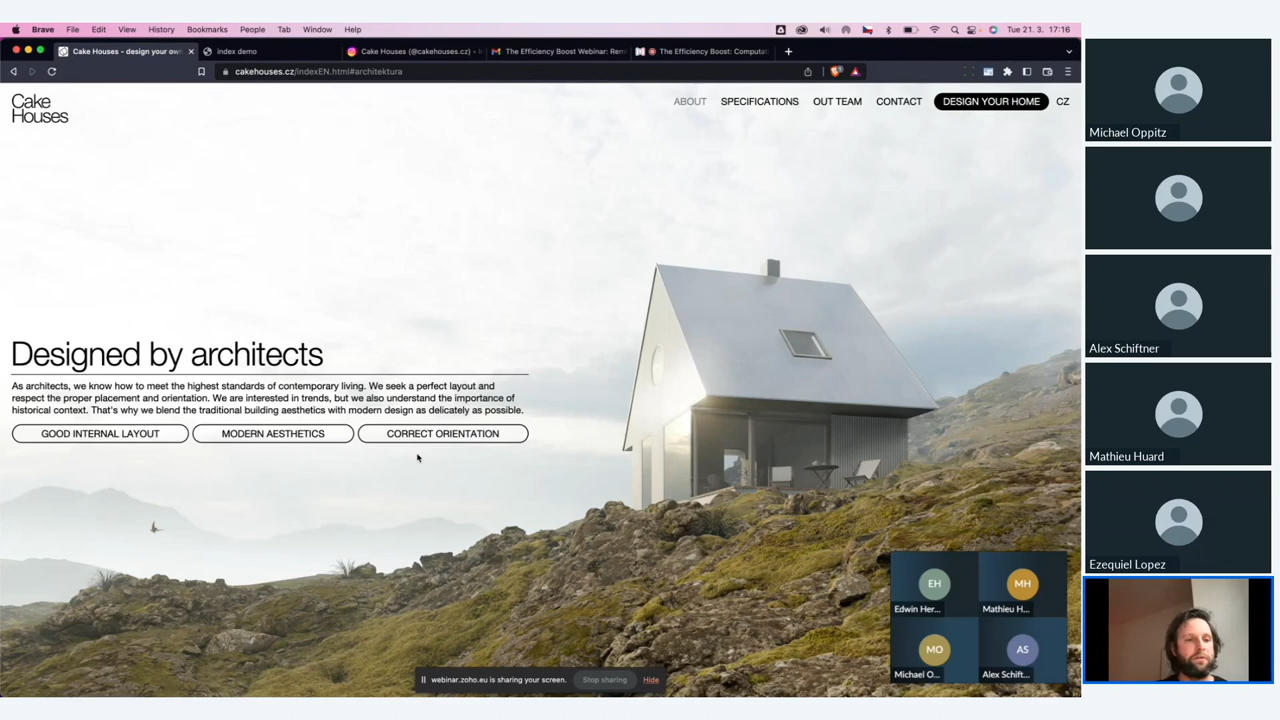 Brave File Edit View History Bookmarks People Tab Window Help Tue 21. 3. 17:16
Cake Houses - design your own index demo Cake Houses (@cakehouses.cz) The Efficiency Boost Webinar: Rem The Efficiency Boost: Computat
cakehouses.cz/indexEN.html#architektura
Cake
Houses
ABOUT SPECIFICATIONS OUT TEAM CONTACT DESIGN YOUR HOME CZ
Designed by architects
As architects, we know how to meet the highest standards of contemporary living. We seek a perfect layout and
respect the proper placement and orientation. We are interested in trends, but we also understand the importance of
historical context. That's why we blend the traditional building aesthetics with modern design as delicately as possible.
GOOD INTERNAL LAYOUT MODERN AESTHETICS CORRECT ORIENTATION
EH MH
Edwin Her... Mathieu H...
MO AS
Michael O... Alex Schift...
webinar.zoho.eu is sharing your screen. Stop sharing Hide
Michael Oppitz
Alex Schiftner
Mathieu Huard
Ezequiel Lopez